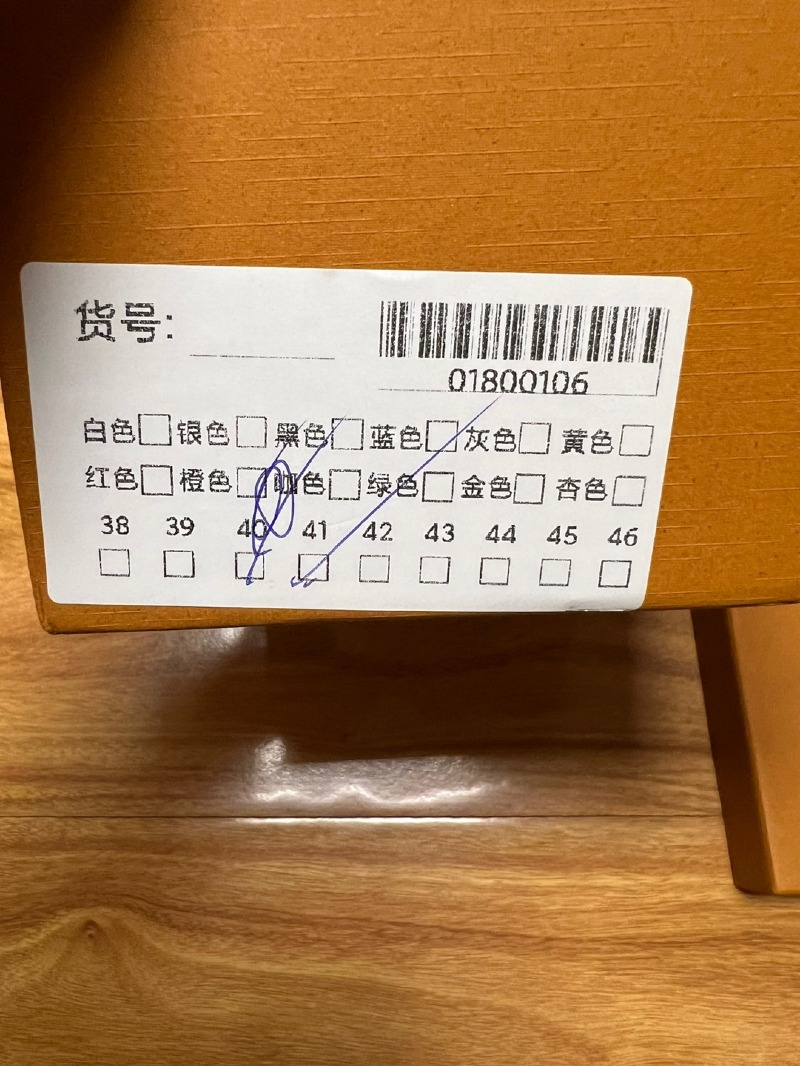 货号:
01800106
白色 银色 黑色 蓝色 灰色 黄色
红色 橙色 咖色 绿色 金色 杏色
38 39 40 41 42 43 44 45 46